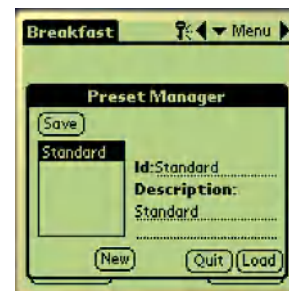 Breakfast Menu
Preset Manager
Save
Standard
Id:Standard
Description:
Standard
New Quit Load